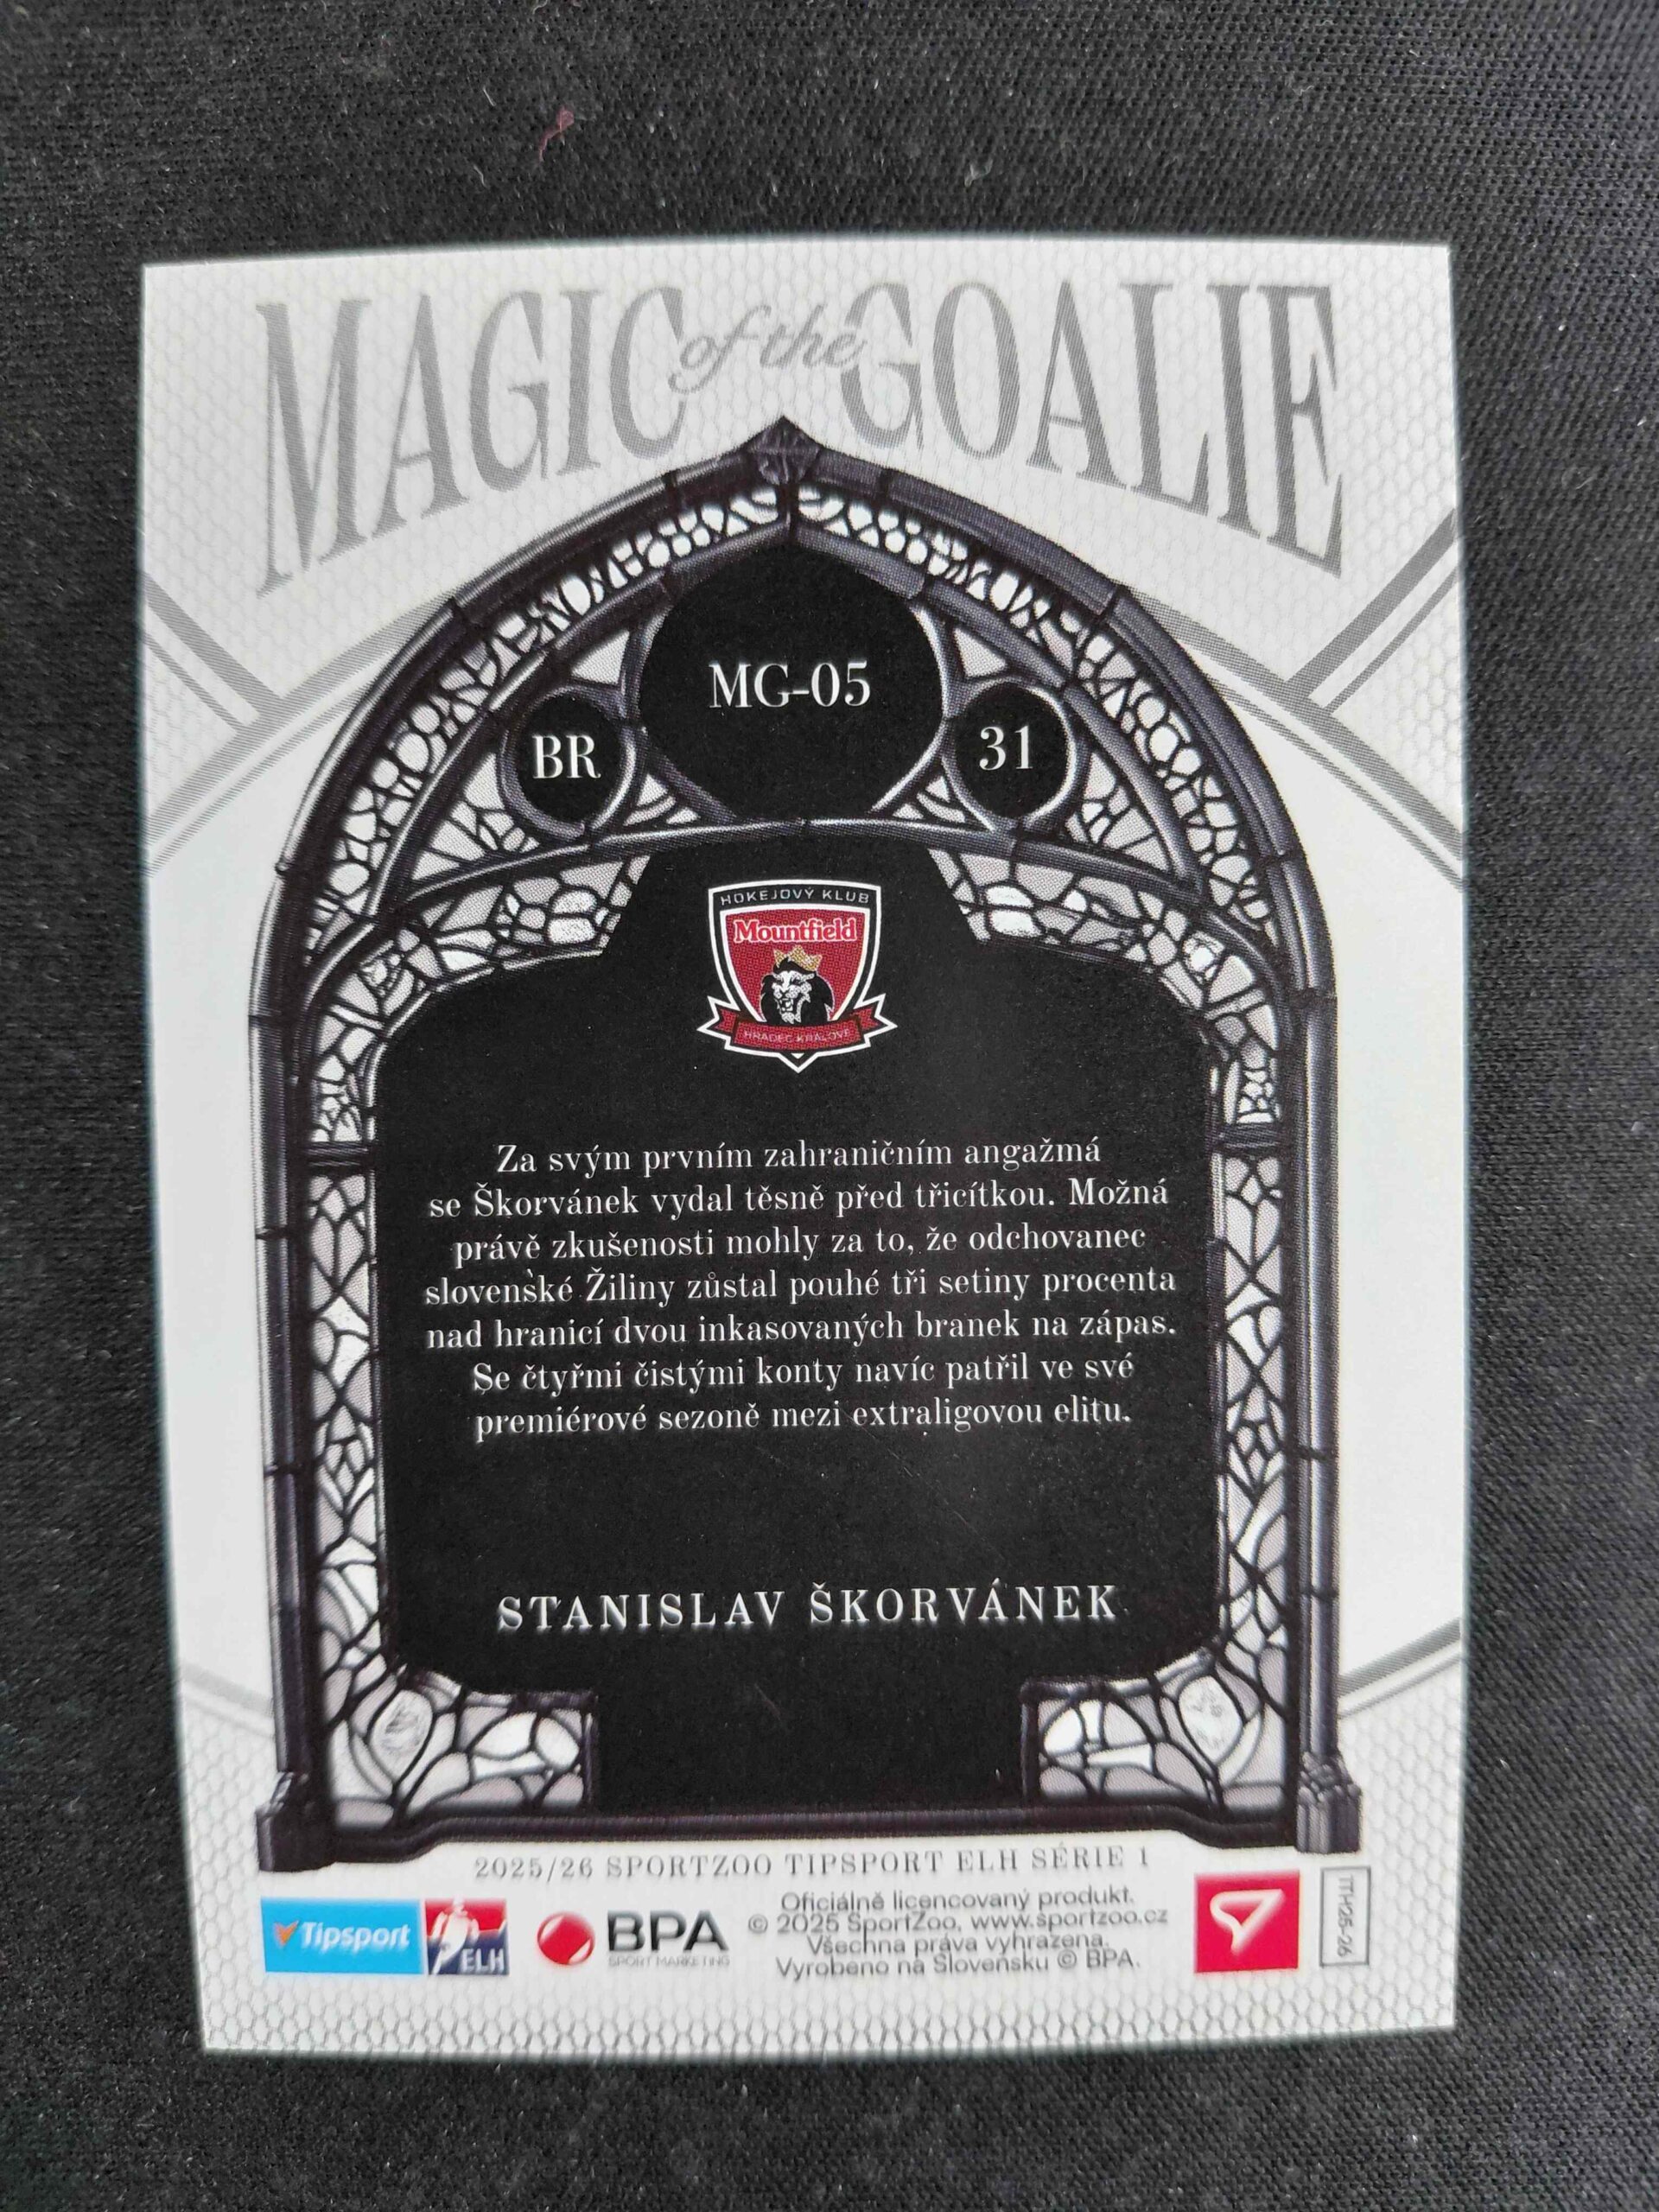 MAGIC of the GOALIE
MG-05
BR
31
HOKEJOVÝ KLUB
Mountfield
HRADEC KRÁLOVÉ
Za svým prvním zahraničním angažmá
se Škorvánek vydal těsně před třicítkou. Možná
právě zkušenosti mohly za to, že odchovanec
slovenské Žiliny zůstal pouhé tři setiny procenta
nad hranicí dvou inkasovaných branek na zápas.
Se čtyřmi čistými konty navíc patřil ve své
premiérové sezoně mezi extraligovou elitu.
STANISLAV ŠKORVÁNEK
2025/26 SPORTZOO TIPSPORT ELH SÉRIE 1
Tipsport
ELH
BPA
SPORT MARKETING
Oficiálně licencovaný produkt.
© 2025 SportZoo, www.sportzoo.cz
Všechna práva vyhrazena.
Vyrobeno na Slovensku © BPA.
ITH25-26